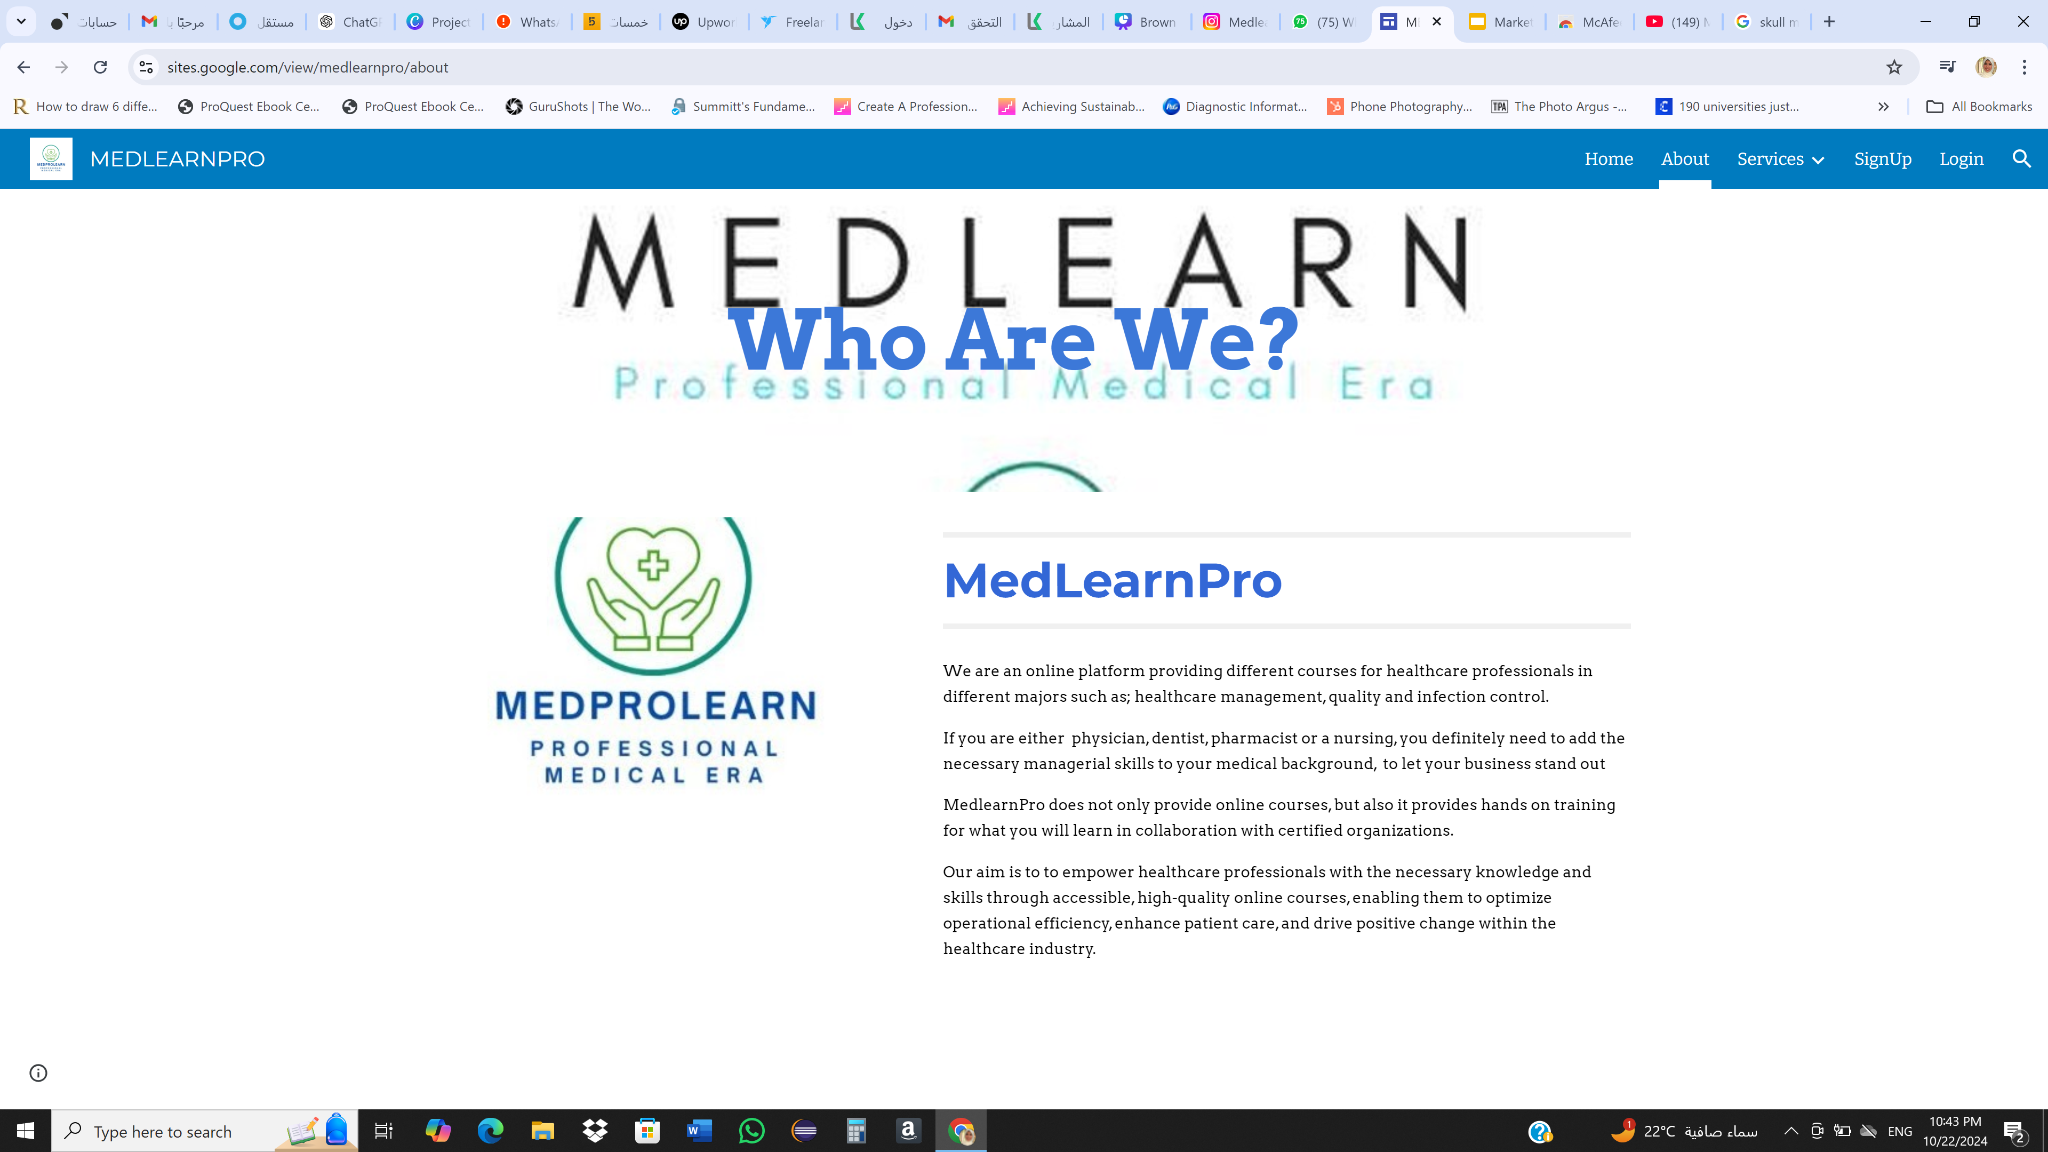 حسابات
مرحبًا با
مستقل
ChatGP
Project
Whats
خمسات
Upwor
Freelar
دخول
التحقق
المشار
Brown
Medle
(75) W
M
Market
McAfe
(149) M
skull m
sites.google.com/view/medlearnpro/about
How to draw 6 diffe...
ProQuest Ebook Ce...
ProQuest Ebook Ce...
GuruShots | The Wo...
Summitt's Fundame...
Create A Profession...
Achieving Sustainab...
Diagnostic Informat...
Phone Photography...
The Photo Argus -...
190 universities just...
All Bookmarks
MEDLEARNPRO
Home
About
Services
SignUp
Login
MEDLEARN
Who Are We?
Professional Medical Era
MEDPROLEARN
PROFESSIONAL
MEDICAL ERA
MedLearnPro
We are an online platform providing different courses for healthcare professionals in
different majors such as; healthcare management, quality and infection control.
If you are either  physician, dentist, pharmacist or a nursing, you definitely need to add the
necessary managerial skills to your medical background,  to let your business stand out
MedlearnPro does not only provide online courses, but also it provides hands on training
for what you will learn in collaboration with certified organizations.
Our aim is to to empower healthcare professionals with the necessary knowledge and
skills through accessible, high-quality online courses, enabling them to optimize
operational efficiency, enhance patient care, and drive positive change within the
healthcare industry.
Type here to search
1
22°C سماء صافية
ENG
10:43 PM
10/22/2024
2